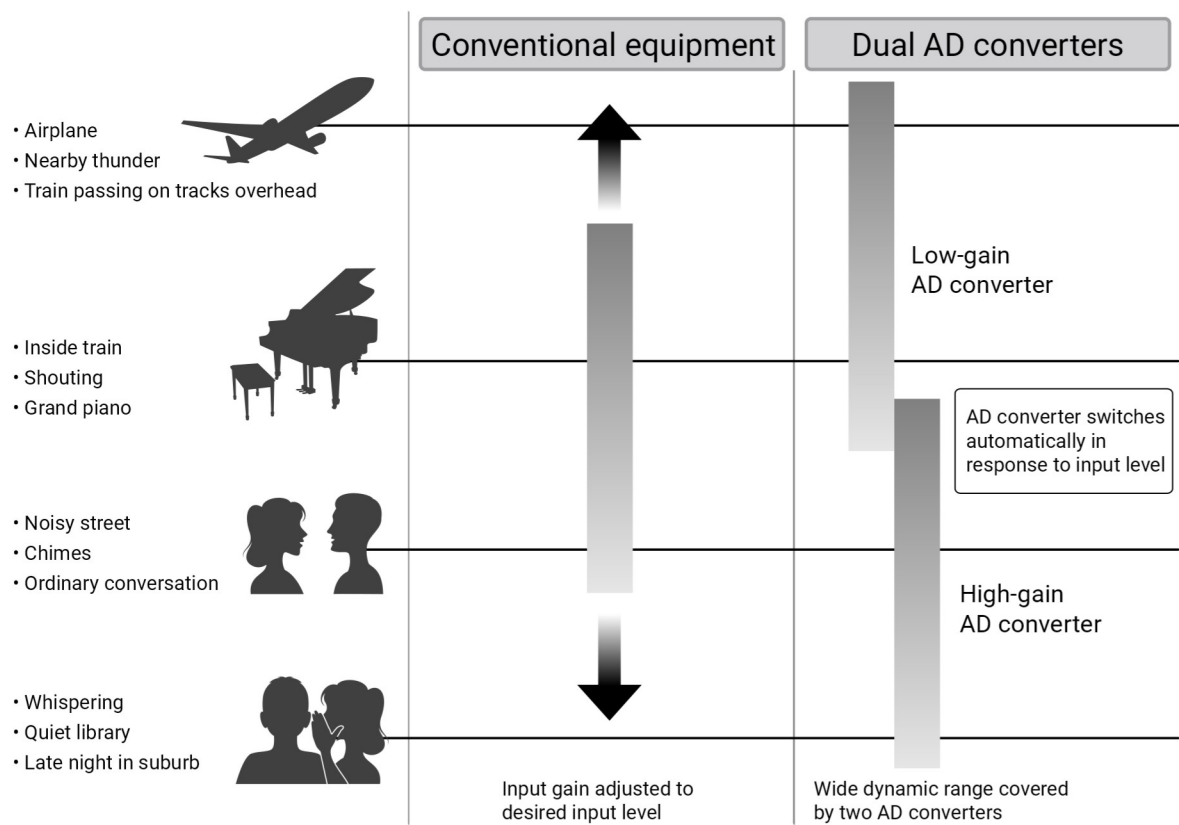 Conventional equipment
Dual AD converters
• Airplane
• Nearby thunder
• Train passing on tracks overhead
Low-gain
AD converter
• Inside train
• Shouting
• Grand piano
AD converter switches
automatically in
response to input level
• Noisy street
• Chimes
• Ordinary conversation
High-gain
AD converter
• Whispering
• Quiet library
• Late night in suburb
Input gain adjusted to
desired input level
Wide dynamic range covered
by two AD converters